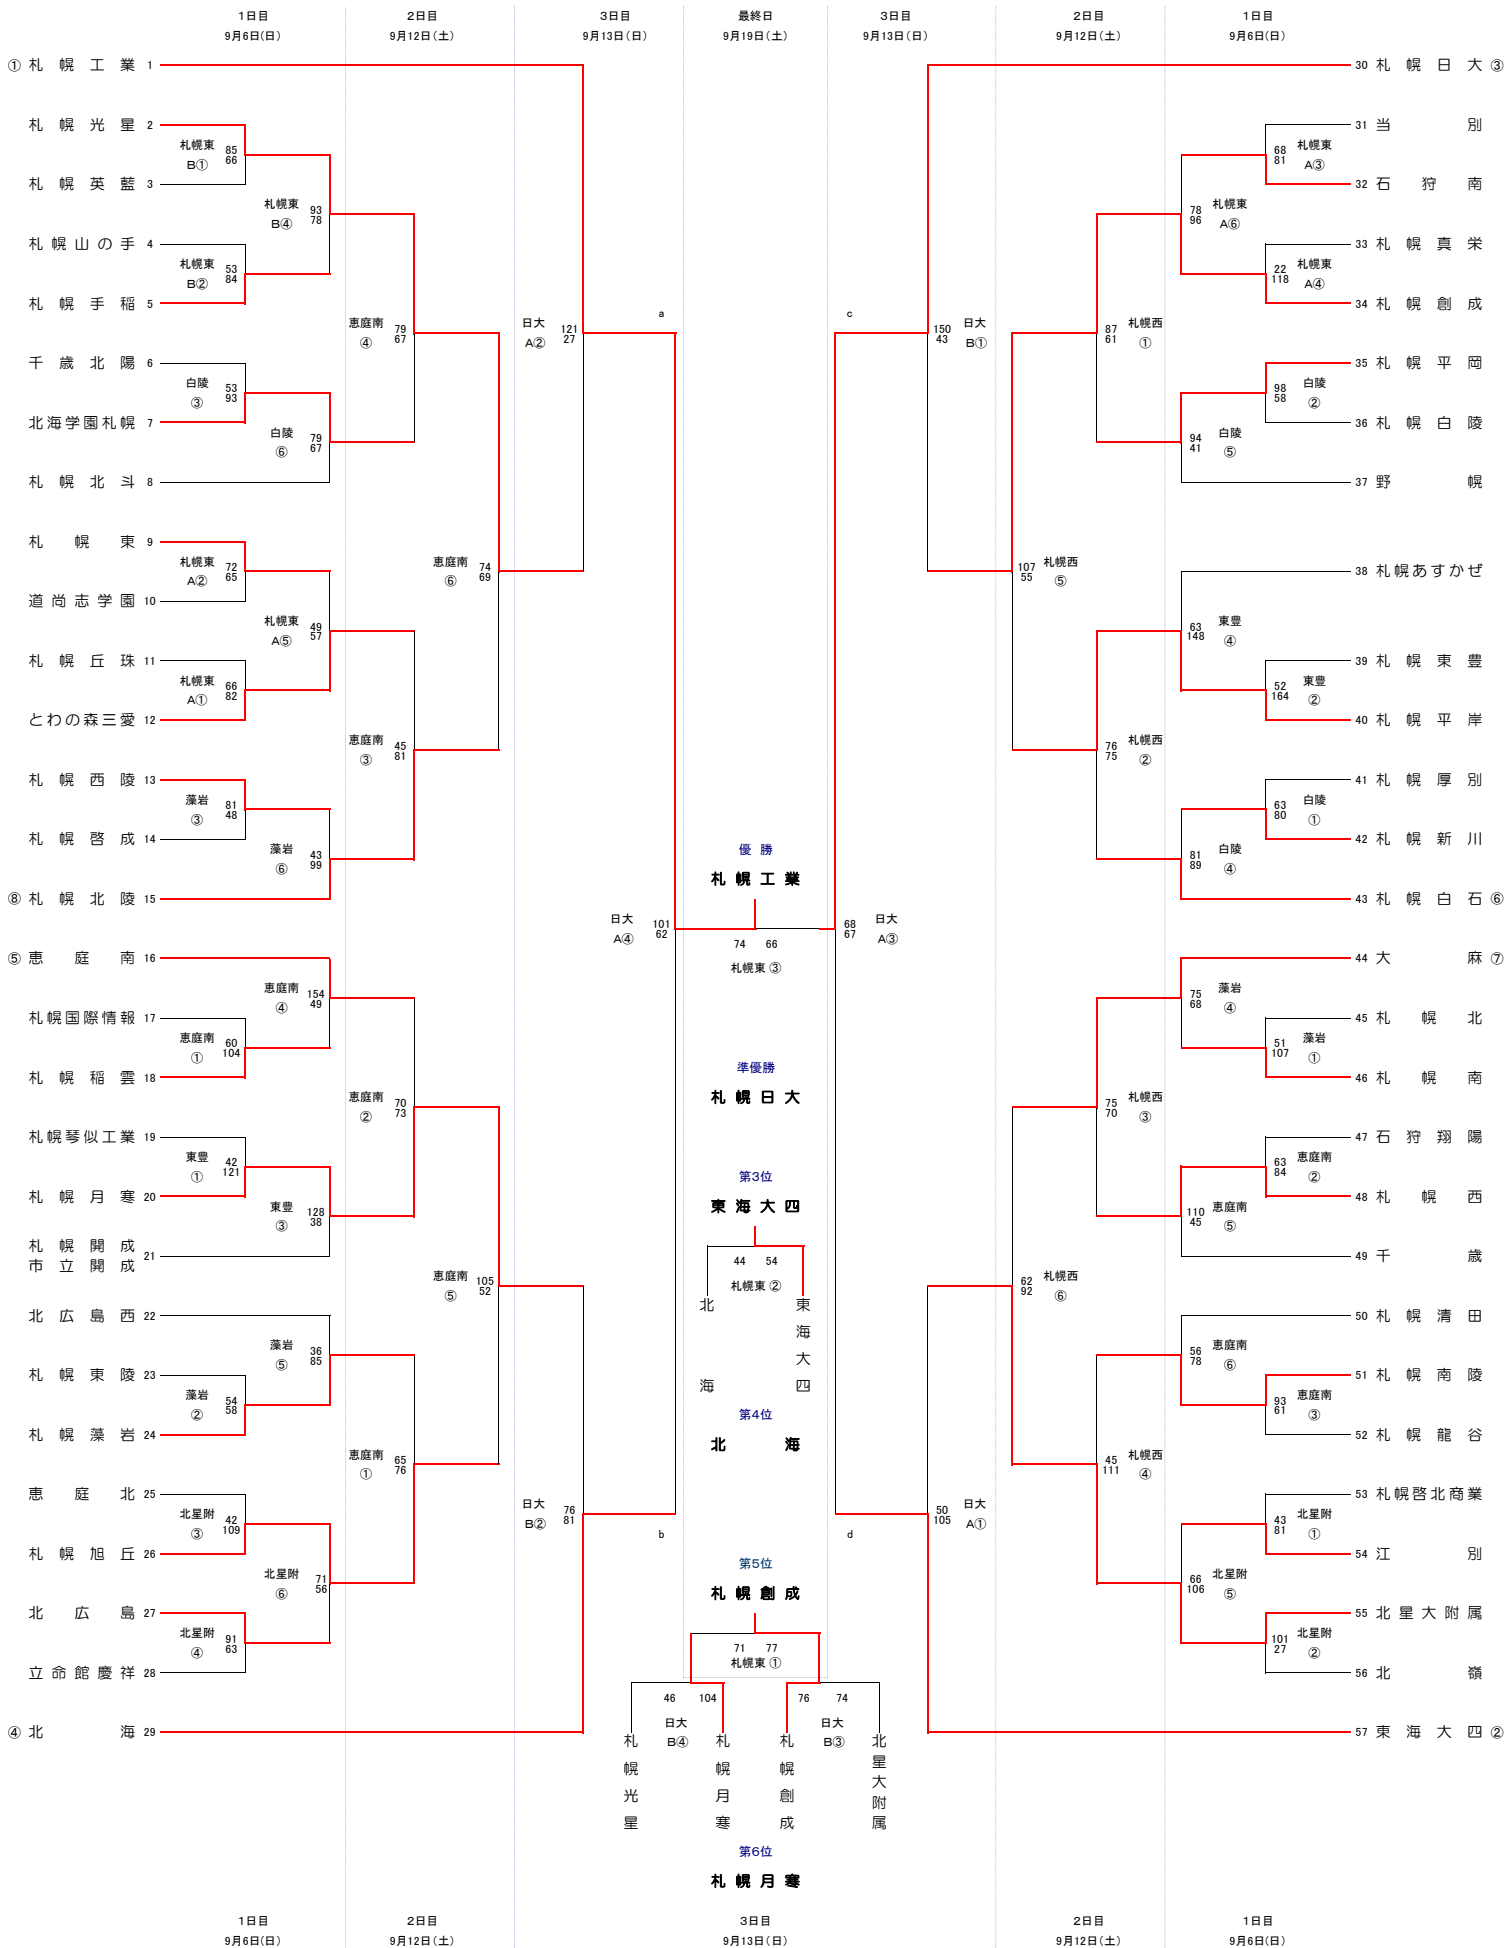 1日目 2日目 3日目 最終日 3日目 2日目 1日目
9月6日(日) 9月12日(土) 9月13日(日) 9月19日(土) 9月13日(日) 9月12日(土) 9月6日(日)
① 札幌工業 1
札幌光星 2
札幌東 85
B① 66
札幌英藍 3
札幌東 93
B④ 78
札幌山の手 4
札幌東 53
B② 84
札幌手稲 5
恵庭南 79
④ 67
千歳北陽 6
白陵 53
③ 93
北海学園札幌 7
白陵 79
⑥ 67
札幌北斗 8
札幌東 9
札幌東 72
A② 65
道尚志学園 10
恵庭南 74
⑥ 69
札幌東 49
A⑤ 57
札幌丘珠 11
札幌東 66
A① 82
とわの森三愛 12
恵庭南 45
③ 81
札幌西陵 13
藻岩 81
③ 48
札幌啓成 14
藻岩 43
⑥ 99
⑧ 札幌北陵 15
日大 121
A② 27
a
⑤ 恵庭南 16
恵庭南 154
④ 49
札幌国際情報 17
恵庭南 60
① 104
札幌稲雲 18
恵庭南 70
② 73
札幌琴似工業 19
東豊 42
① 121
札幌月寒 20
東豊 128
③ 38
札幌開成
市立開成 21
恵庭南 105
⑤ 52
北広島西 22
藻岩 36
⑤ 85
札幌東陵 23
藻岩 54
② 58
札幌藻岩 24
恵庭南 65
① 76
恵庭北 25
北星附 42
③ 109
札幌旭丘 26
北星附 71
⑥ 56
北広島 27
北星附 91
④ 63
立命館慶祥 28
④ 北海 29
日大 76
B② 81
b
日大 101
A④ 62
優勝
札幌工業
74 66
札幌東 ③
準優勝
札幌日大
第3位
東海大四
44 54
札幌東 ②
北海
東海大四
第4位
北海
第5位
札幌創成
71 77
札幌東 ①
46 104
日大
B④
76 74
日大
B③
札幌光星
札幌月寒
札幌創成
北星大附属
第6位
札幌月寒
68 日大
67 A③
c
150 日大
43 B①
d
50 日大
105 A①
30 札幌日大 ③
31 当別
68 札幌東
81 A③
32 石狩南
78 札幌東
96 A⑥
33 札幌真栄
22 札幌東
118 A④
34 札幌創成
87 札幌西
61 ①
35 札幌平岡
98 白陵
58 ②
36 札幌白陵
94 白陵
41 ⑤
37 野幌
107 札幌西
55 ⑤
38 札幌あすかぜ
63 東豊
148 ④
39 札幌東豊
52 東豊
164 ②
40 札幌平岸
76 札幌西
75 ②
41 札幌厚別
63 白陵
80 ①
42 札幌新川
81 白陵
89 ④
43 札幌白石 ⑥
44 大麻 ⑦
75 藻岩
68 ④
45 札幌北
51 藻岩
107 ①
46 札幌南
75 札幌西
70 ③
47 石狩翔陽
63 恵庭南
84 ②
48 札幌西
110 恵庭南
45 ⑤
49 千歳
62 札幌西
92 ⑥
50 札幌清田
56 恵庭南
78 ⑥
51 札幌南陵
93 恵庭南
61 ③
52 札幌龍谷
45 札幌西
111 ④
53 札幌啓北商業
43 北星附
81 ①
54 江別
66 北星附
106 ⑤
55 北星大附属
101 北星附
27 ②
56 北嶺
57 東海大四 ②
1日目 2日目 3日目 2日目 1日目
9月6日(日) 9月12日(土) 9月13日(日) 9月12日(土) 9月6日(日)